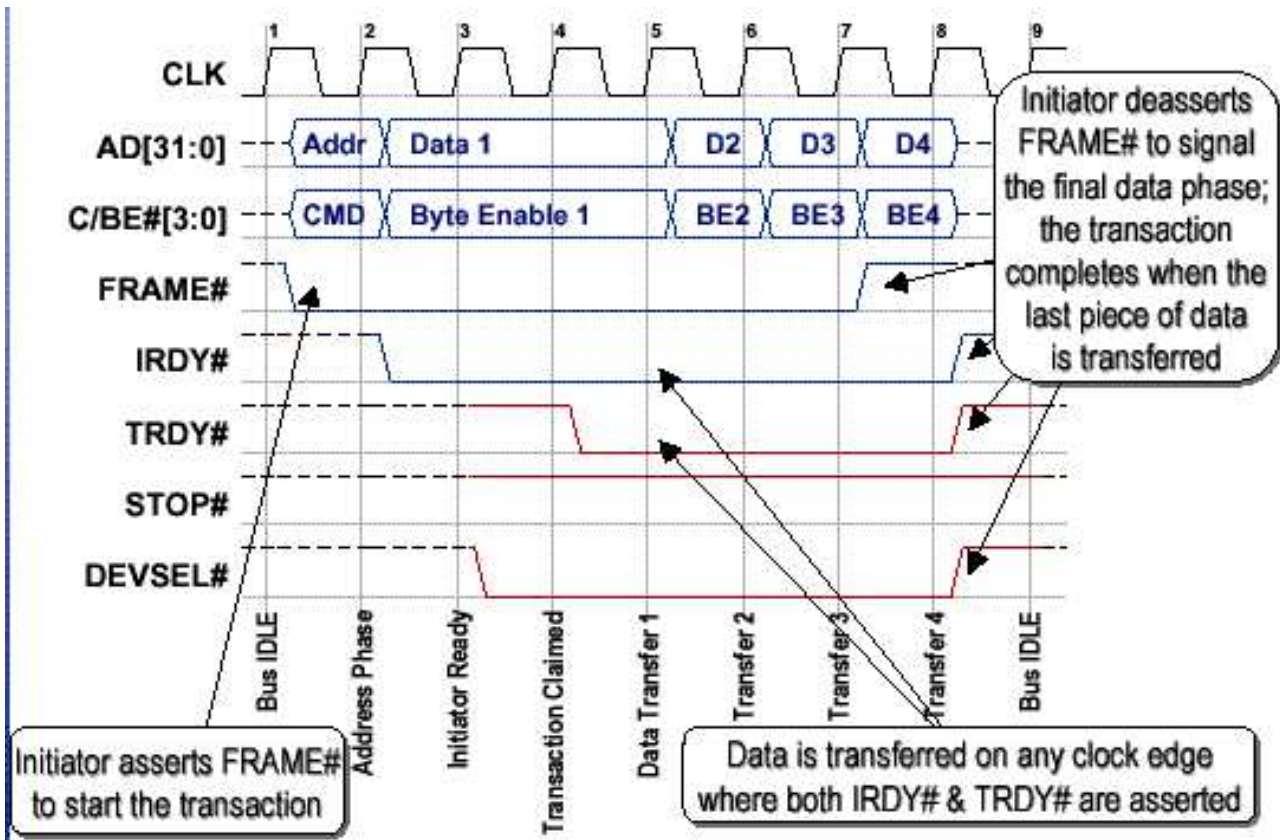 1 2 3 4 5 6 7 8 9
CLK
AD[31:0] Addr Data 1 D2 D3 D4
C/BE#[3:0] CMD Byte Enable 1 BE2 BE3 BE4
FRAME#
IRDY#
TRDY#
STOP#
DEVSEL#
Initiator deasserts
FRAME# to signal
the final data phase;
the transaction
completes when the
last piece of data
is transferred
Bus IDLE
Address Phase
Initiator Ready
Transaction Claimed
Data Transfer 1
Transfer 2
Transfer 3
Transfer 4
Bus IDLE
Initiator asserts FRAME#
to start the transaction
Data is transferred on any clock edge
where both IRDY# & TRDY# are asserted